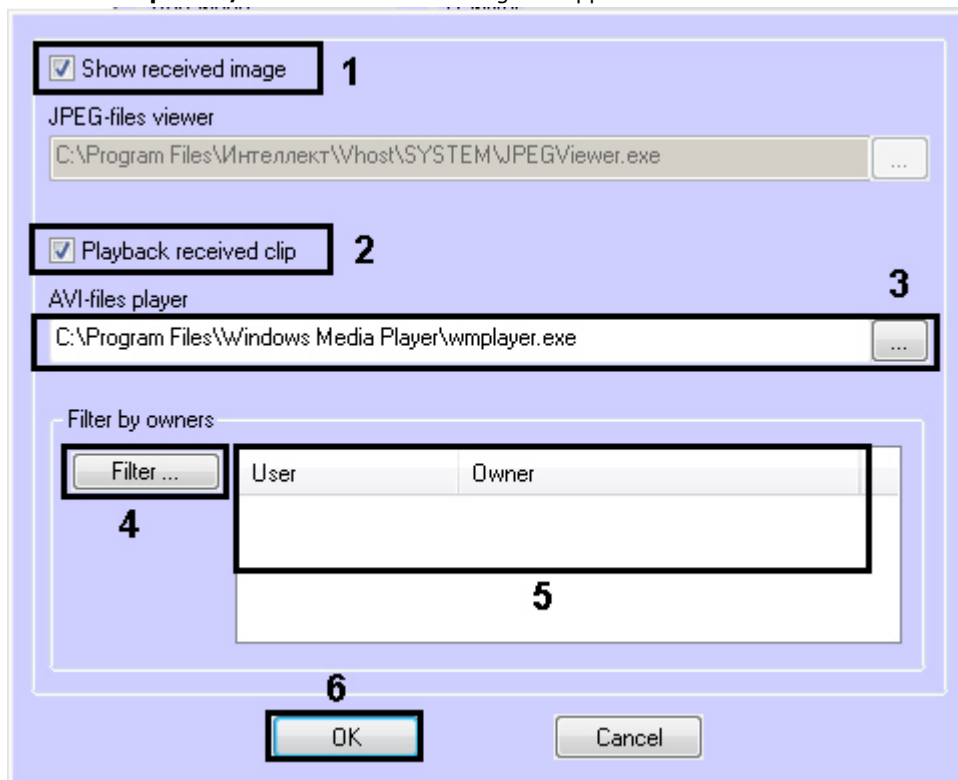 Show received image 1
JPEG-files viewer
C:\Program Files\Интеллект\Vhost\SYSTEM\JPEGViewer.exe ...
Playback received clip 2
3
AVI-files player
C:\Program Files\Windows Media Player\wmplayer.exe ...
Filter by owners
Filter ... User Owner
4
5
6
OK Cancel